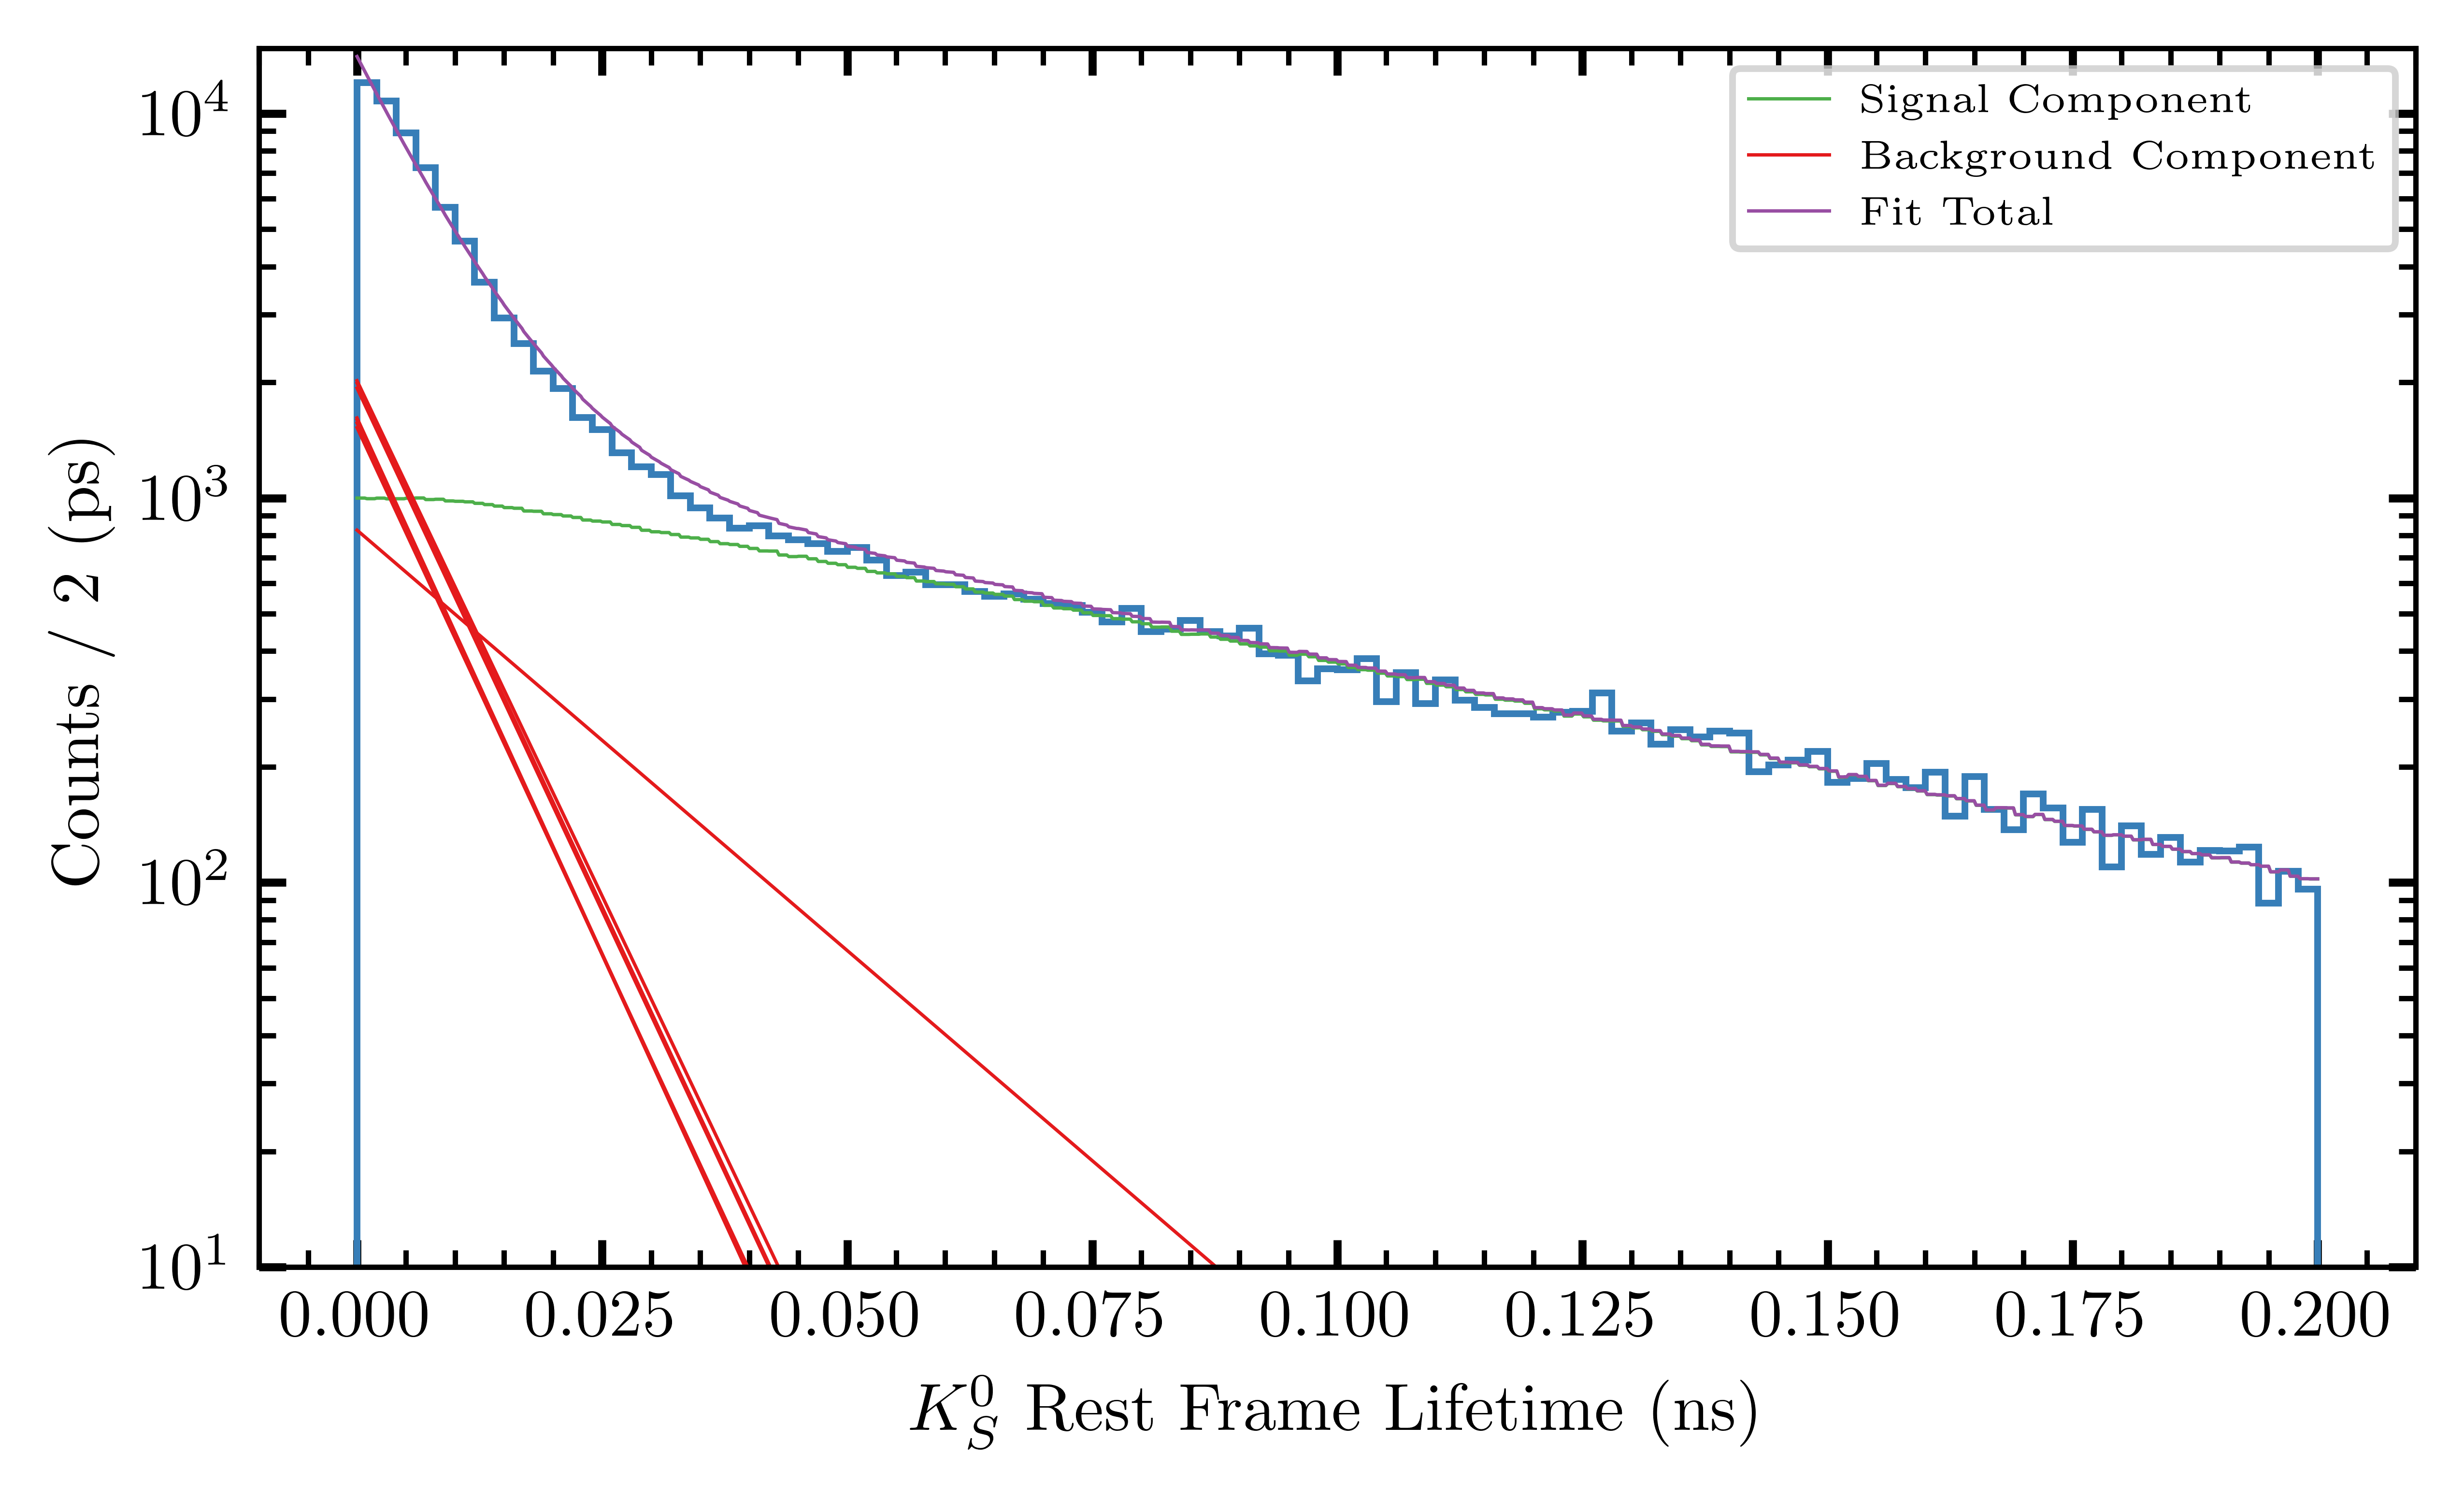 Counts / 2 (ps)
10^4
10^3
10^2
10^1
Signal Component
Background Component
Fit Total
0.000 0.025 0.050 0.075 0.100 0.125 0.150 0.175 0.200
K_S^0 Rest Frame Lifetime (ns)